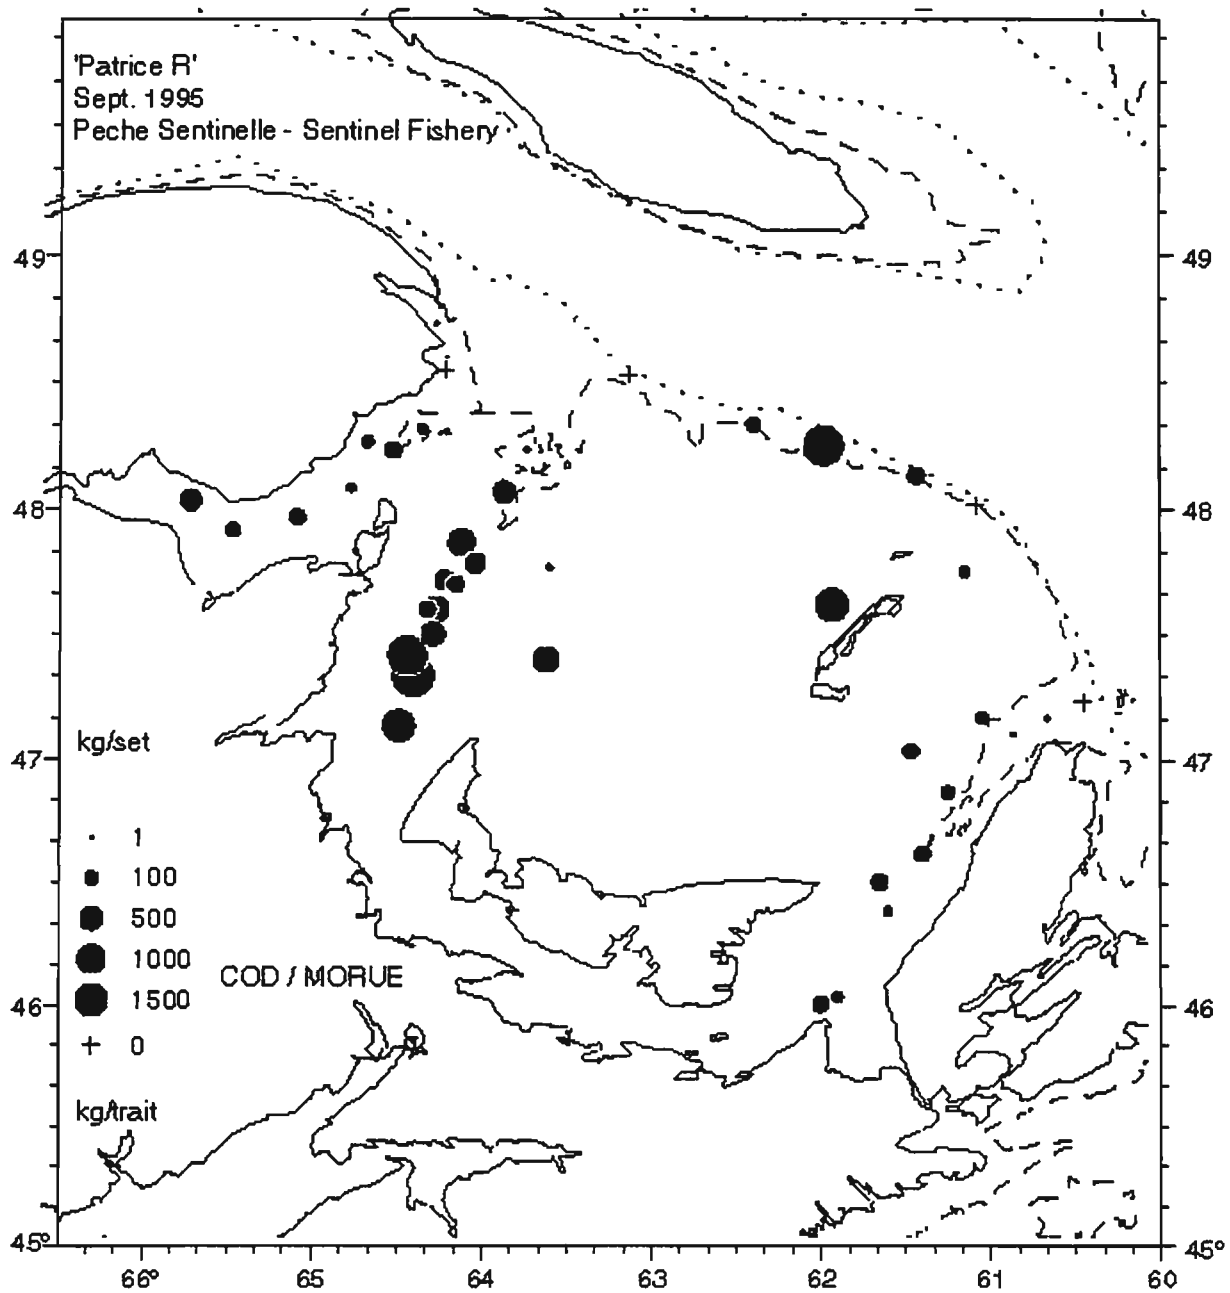 'Patrice R'
Sept. 1995
Peche Sentinelle - Sentinel Fishery
49 49
48 48
kg/set
47 47
1
100
500
1000
COD / MORUE
1500
46 46
0
kg/trait
45° 45°
66° 65 64 63 62 61 60